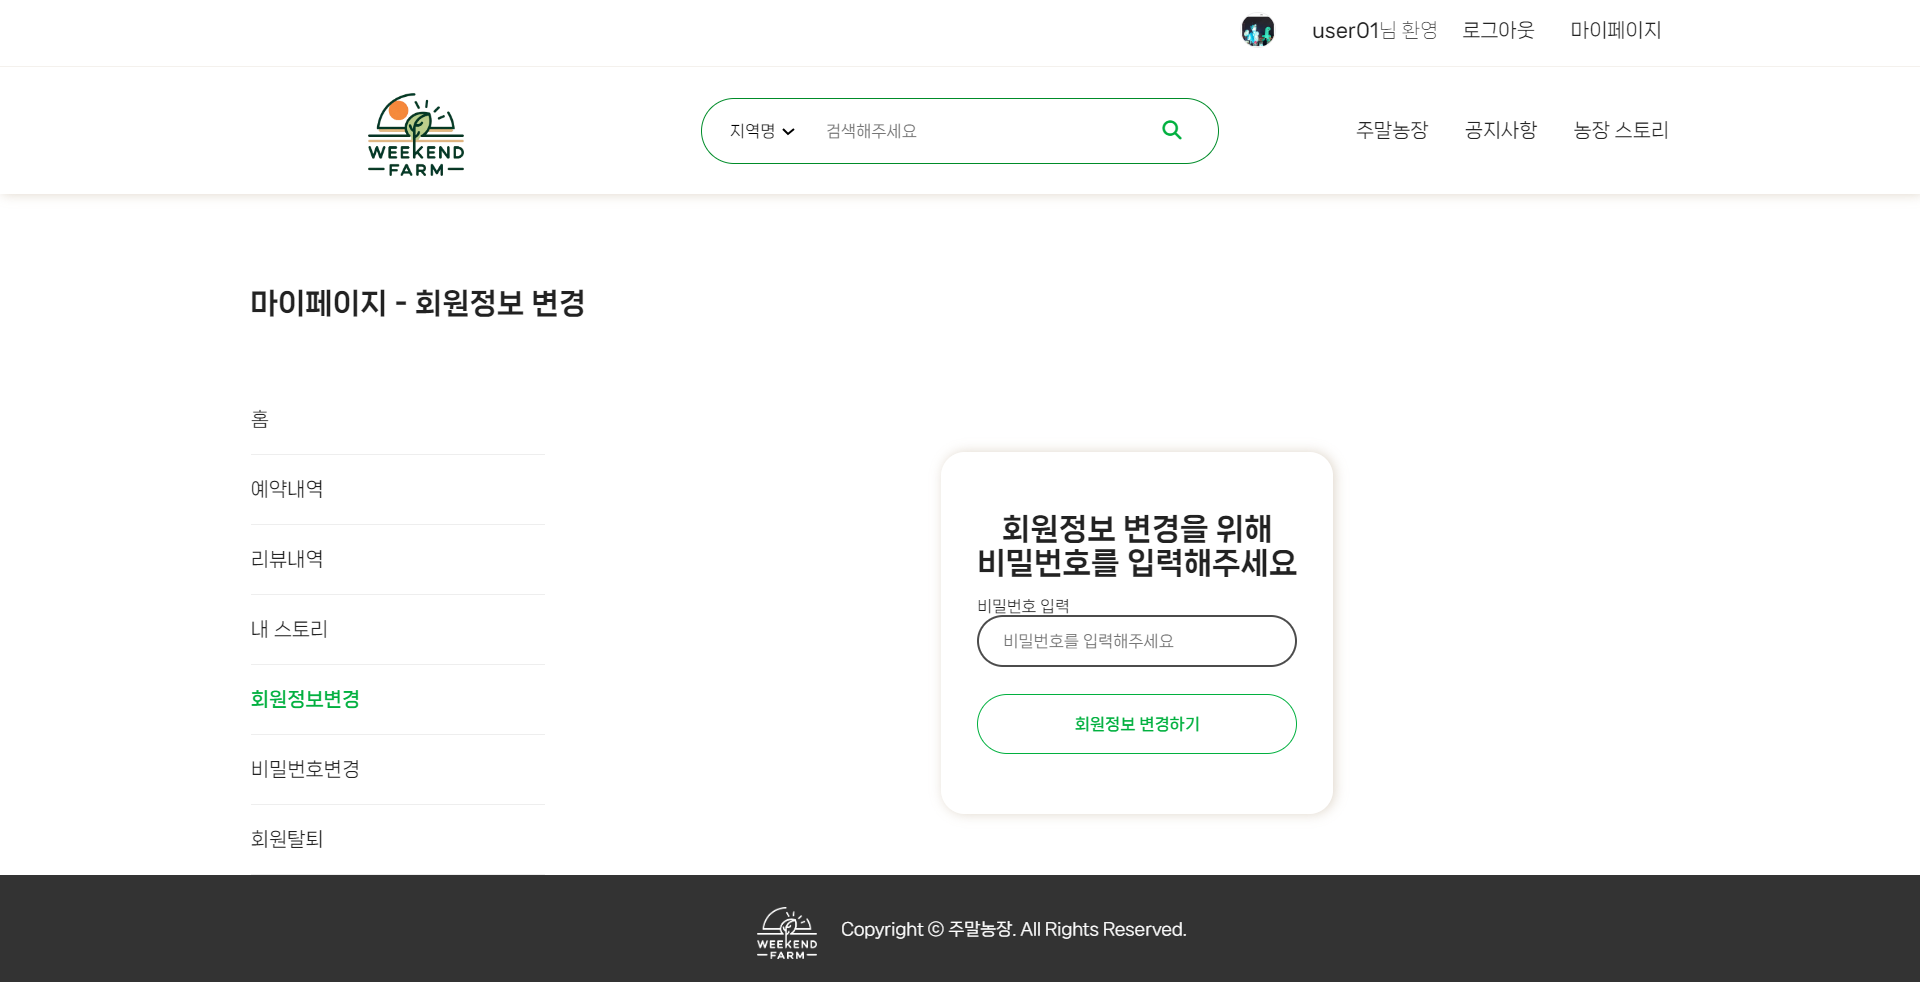 user01님 환영 로그아웃 마이페이지
WEEKEND
FARM
지역명 검색해주세요
주말농장 공지사항 농장 스토리
마이페이지 - 회원정보 변경
홈
예약내역
리뷰내역
내 스토리
회원정보변경
비밀번호변경
회원탈퇴
회원정보 변경을 위해
비밀번호를 입력해주세요
비밀번호 입력
비밀번호를 입력해주세요
회원정보 변경하기
WEEKEND
FARM
Copyright © 주말농장. All Rights Reserved.